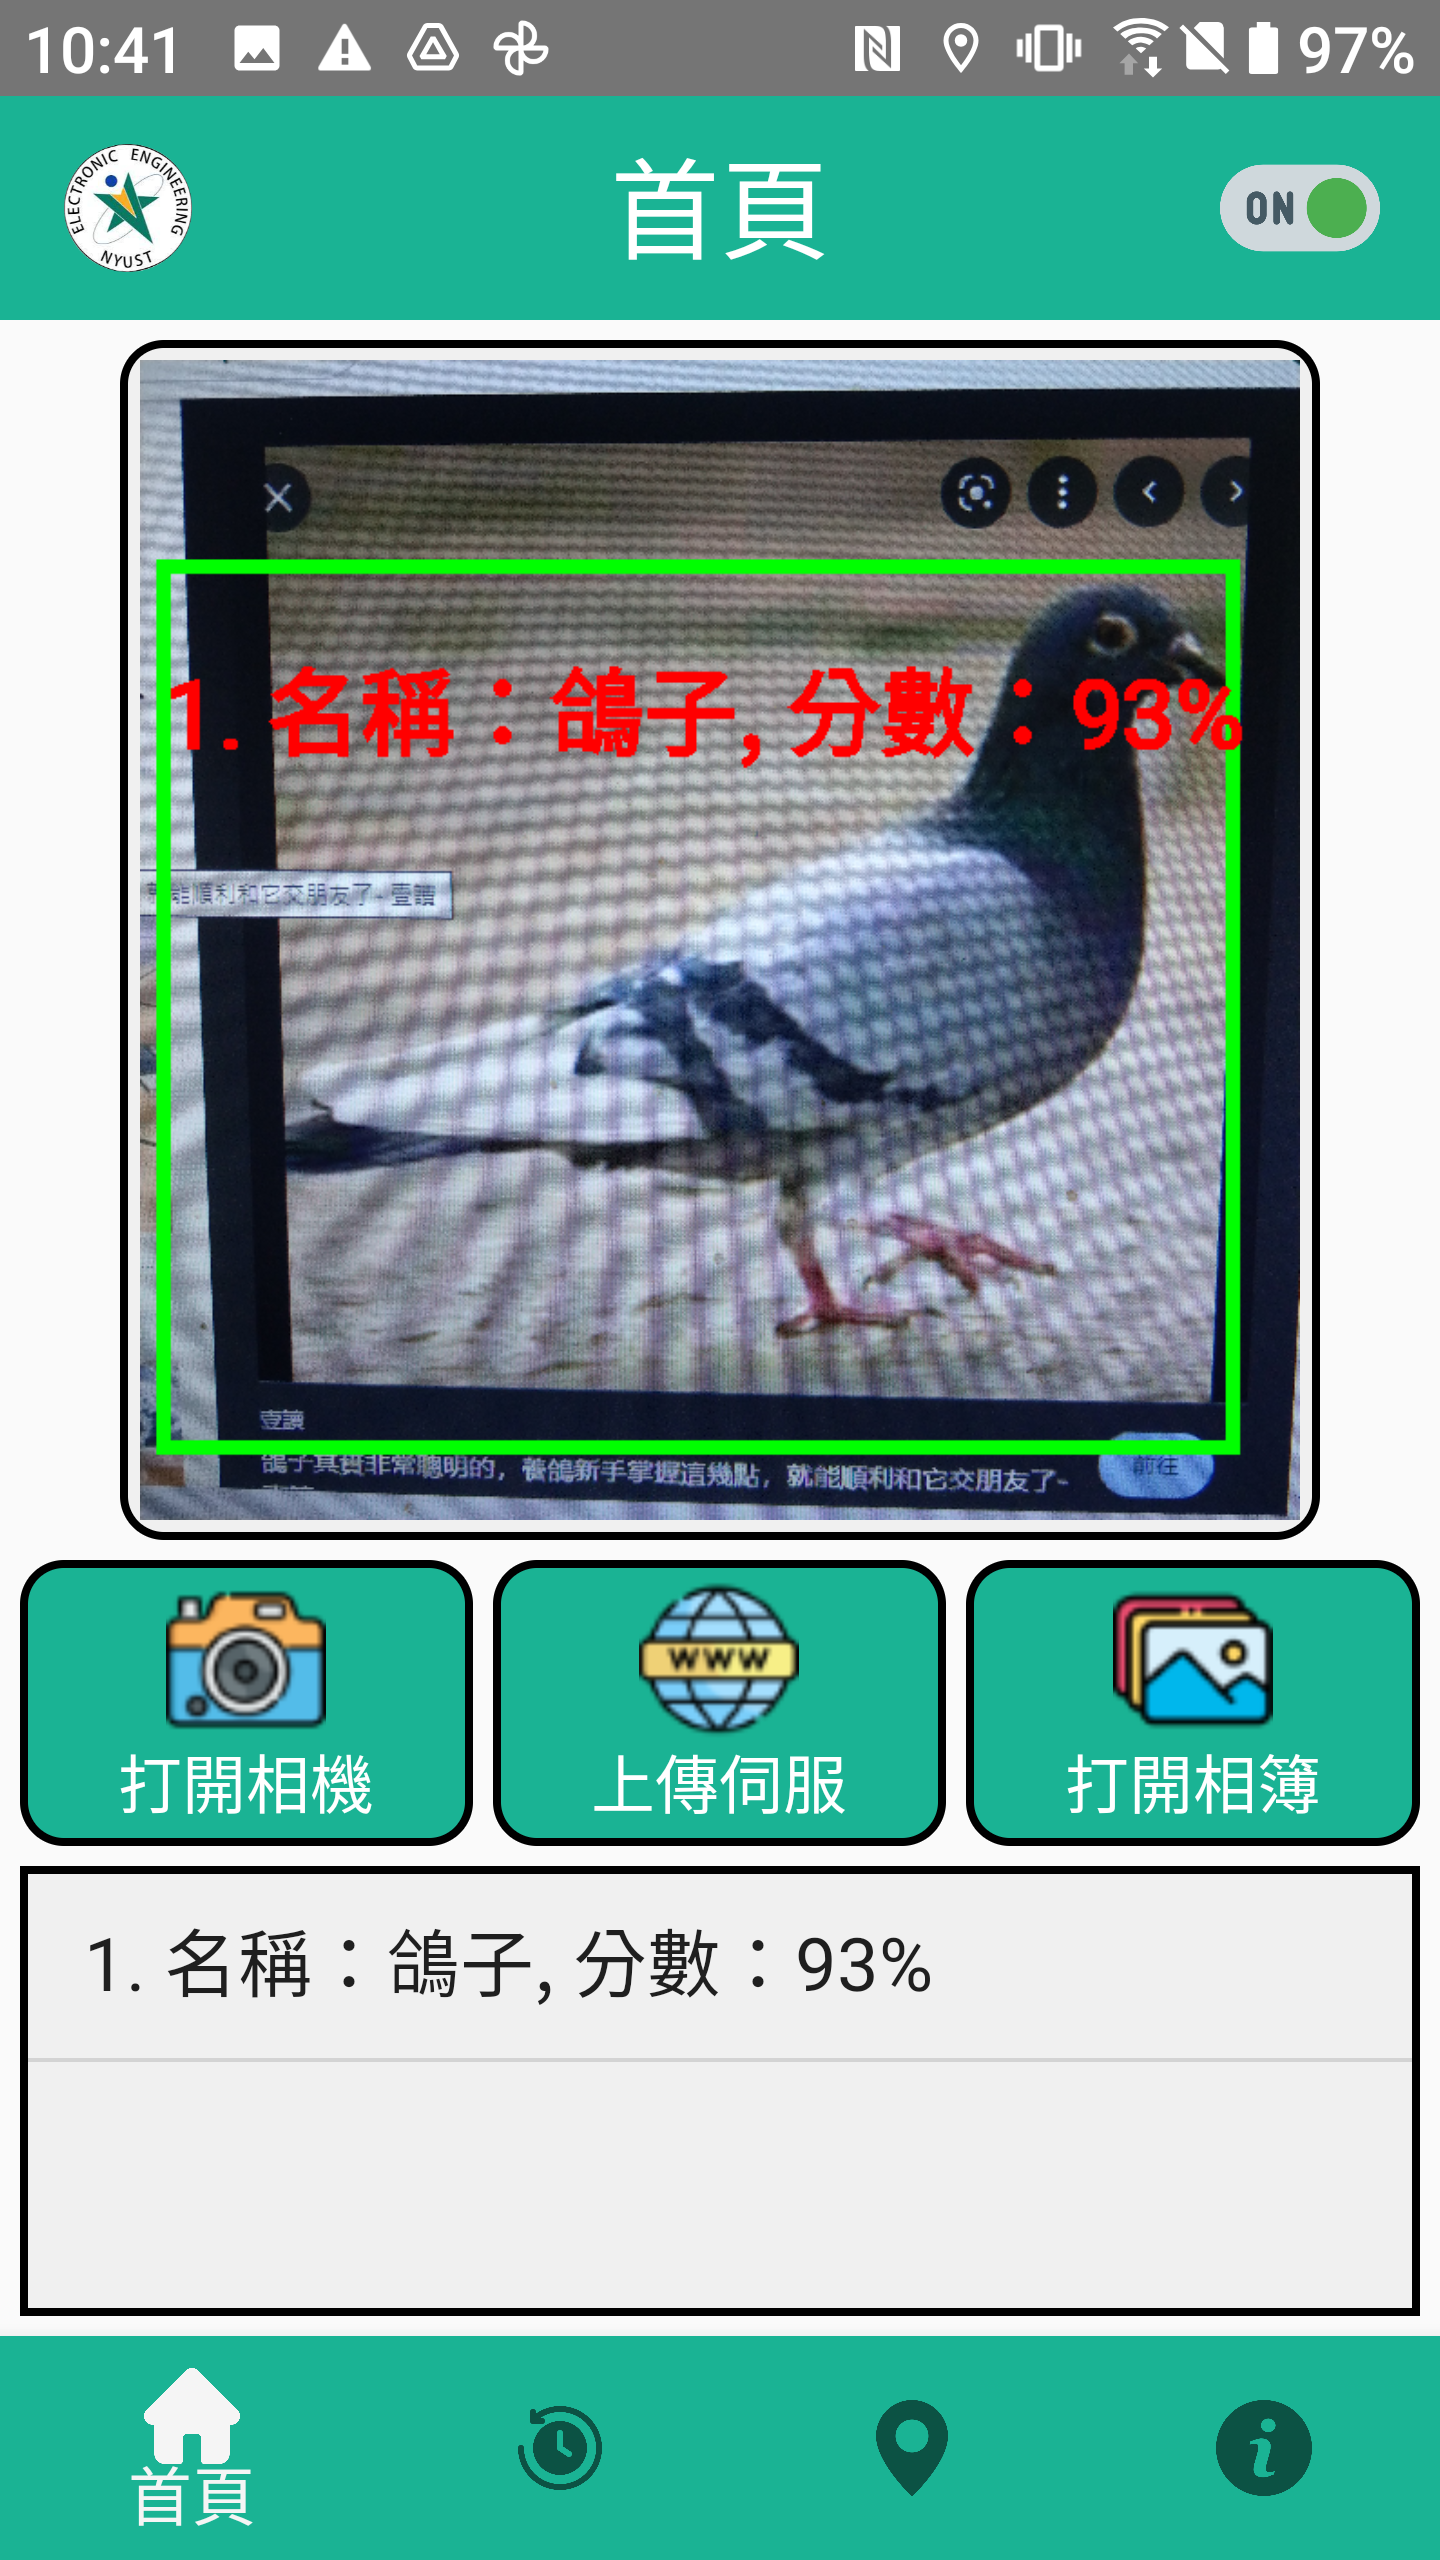 10:41 97%
ELECTRONIC ENGINEERING
NYUST
首頁
ON
1. 名稱：鴿子, 分數：93%
能順利和它交朋友了- 壹讀
壹讀
鴿子其實非常聰明的，養鴿新手掌握這幾點，就能順利和它交朋友了-
前往
WWW
打開相機 上傳伺服 打開相簿
1. 名稱：鴿子, 分數：93%
首頁